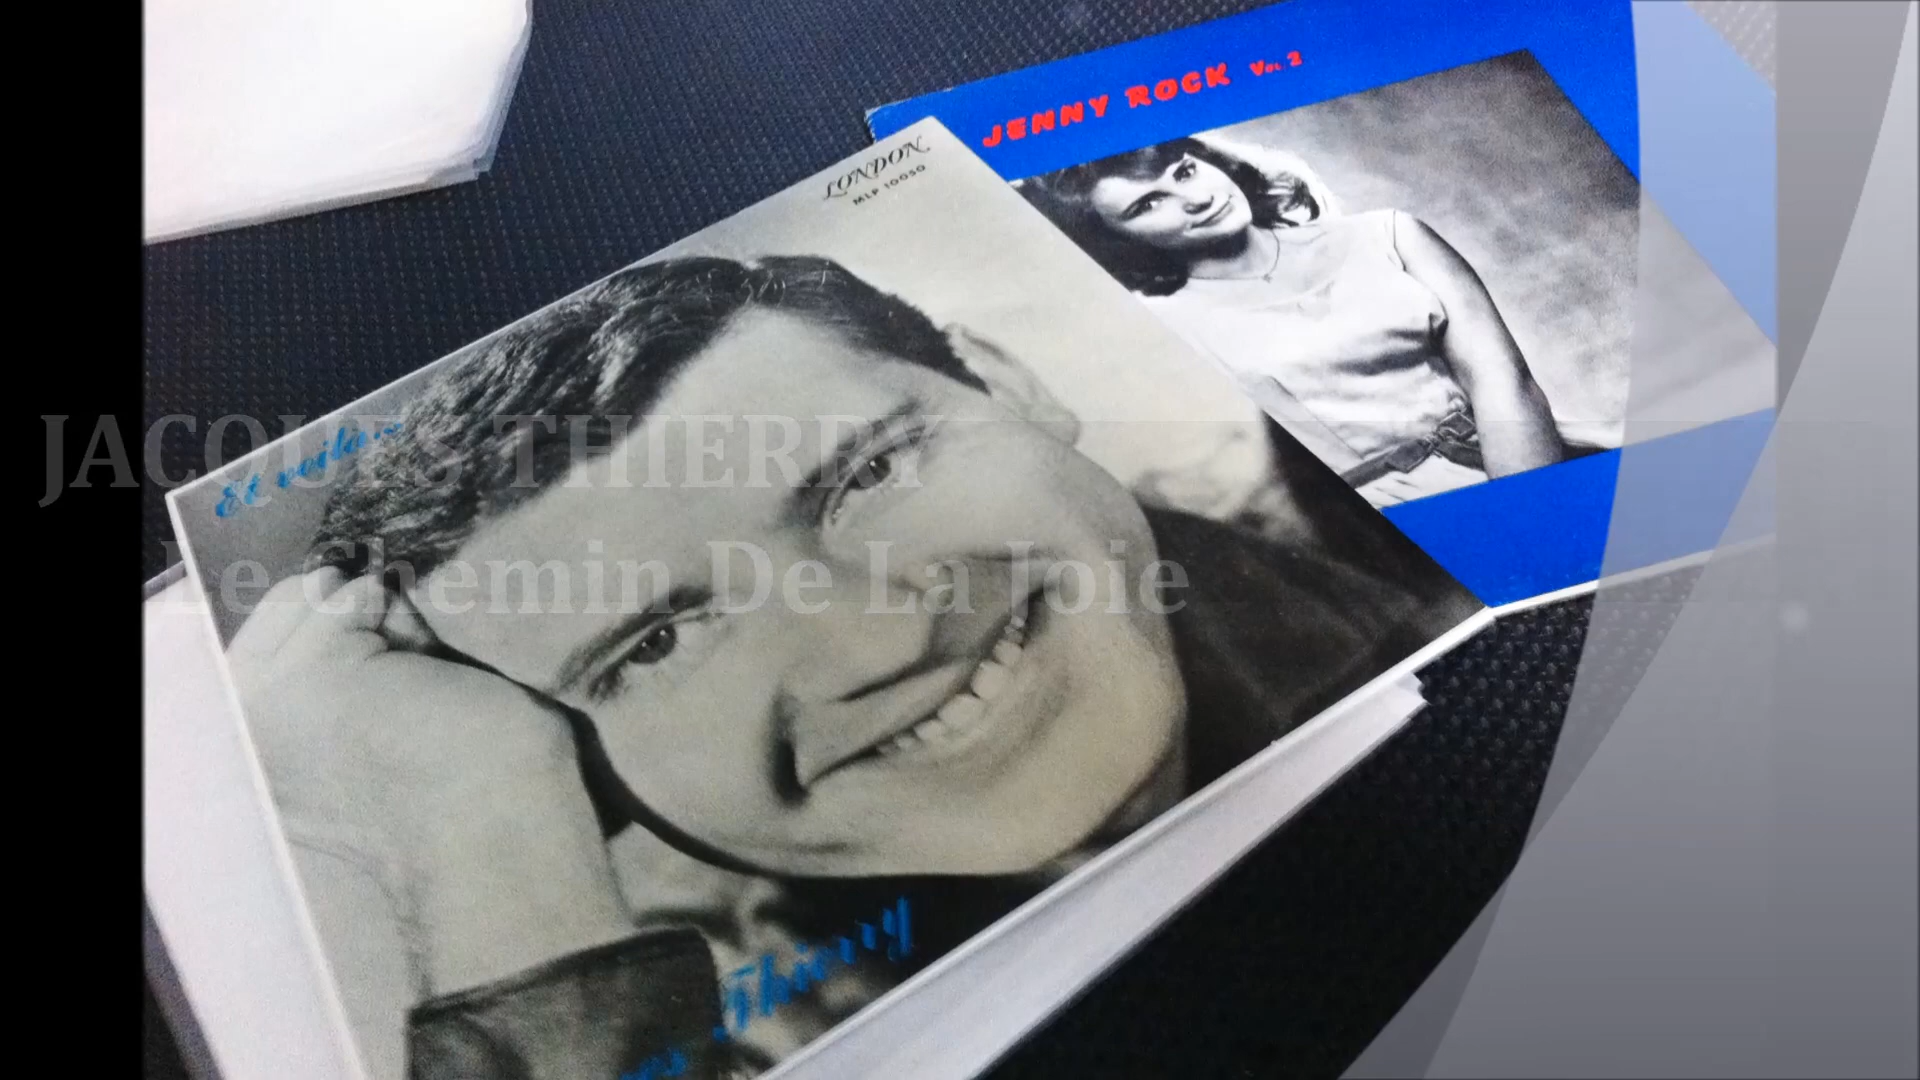 JENNY ROCK Vol. 2
LONDON
MLP 10050
Et voilà...
JACQUES THIERRY
Le Chemin De La Joie
Thierry